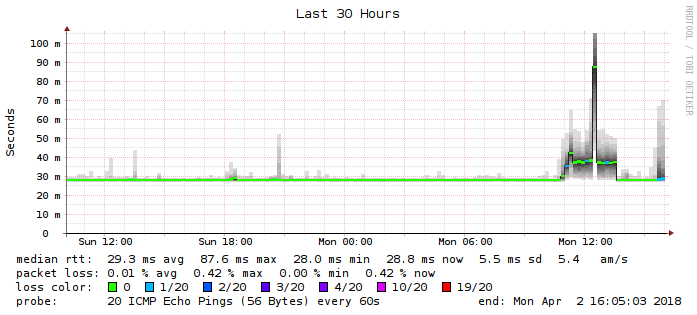 Last 30 Hours
RRDTOOL / TOBI OETIKER
Seconds
100 m
90 m
80 m
70 m
60 m
50 m
40 m
30 m
20 m
10 m
0
Sun 12:00 Sun 18:00 Mon 00:00 Mon 06:00 Mon 12:00
median rtt: 29.3 ms avg 87.6 ms max 28.0 ms min 28.8 ms now 5.5 ms sd 5.4 am/s
packet loss: 0.01 % avg 0.42 % max 0.00 % min 0.42 % now
loss color: 0 1/20 2/20 3/20 4/20 10/20 19/20
probe: 20 ICMP Echo Pings (56 Bytes) every 60s end: Mon Apr 2 16:05:03 2018